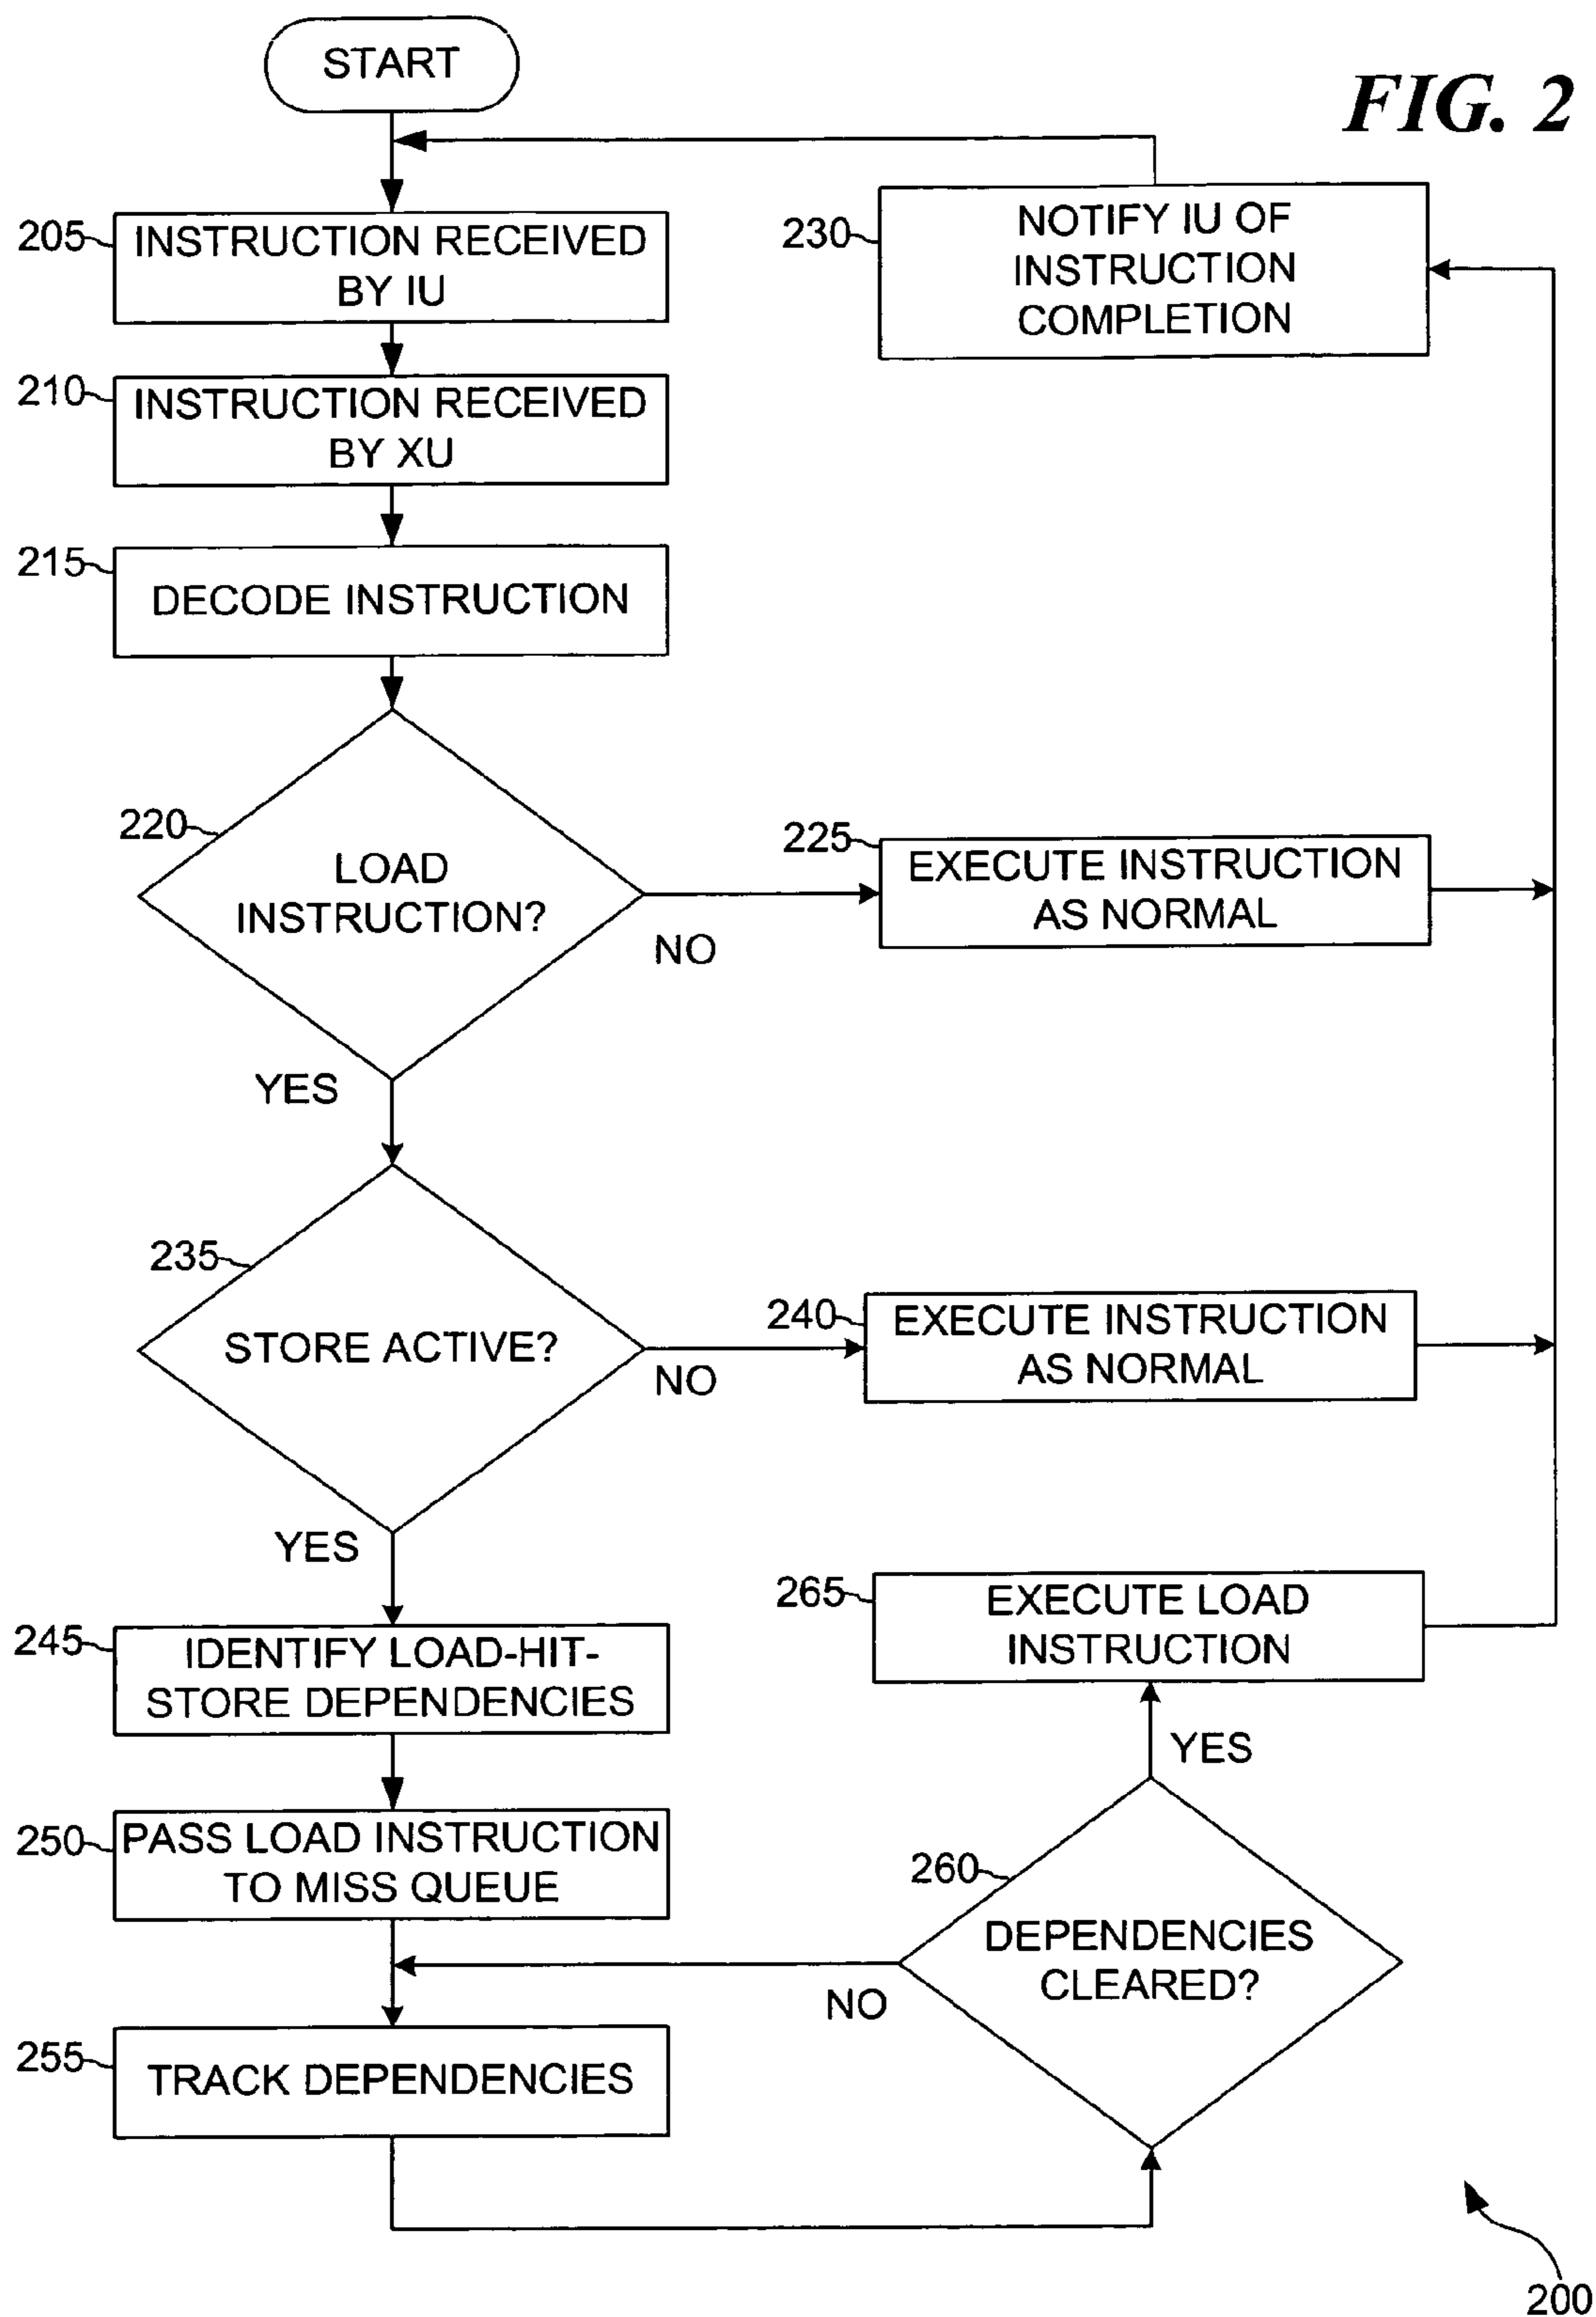 START
FIG. 2
205
INSTRUCTION RECEIVED
BY IU
230
NOTIFY IU OF
INSTRUCTION
COMPLETION
210
INSTRUCTION RECEIVED
BY XU
215
DECODE INSTRUCTION
220
LOAD
INSTRUCTION?
NO
225
EXECUTE INSTRUCTION
AS NORMAL
YES
235
STORE ACTIVE?
NO
240
EXECUTE INSTRUCTION
AS NORMAL
YES
245
IDENTIFY LOAD-HIT-
STORE DEPENDENCIES
265
EXECUTE LOAD
INSTRUCTION
YES
250
PASS LOAD INSTRUCTION
TO MISS QUEUE
260
DEPENDENCIES
CLEARED?
NO
255
TRACK DEPENDENCIES
200